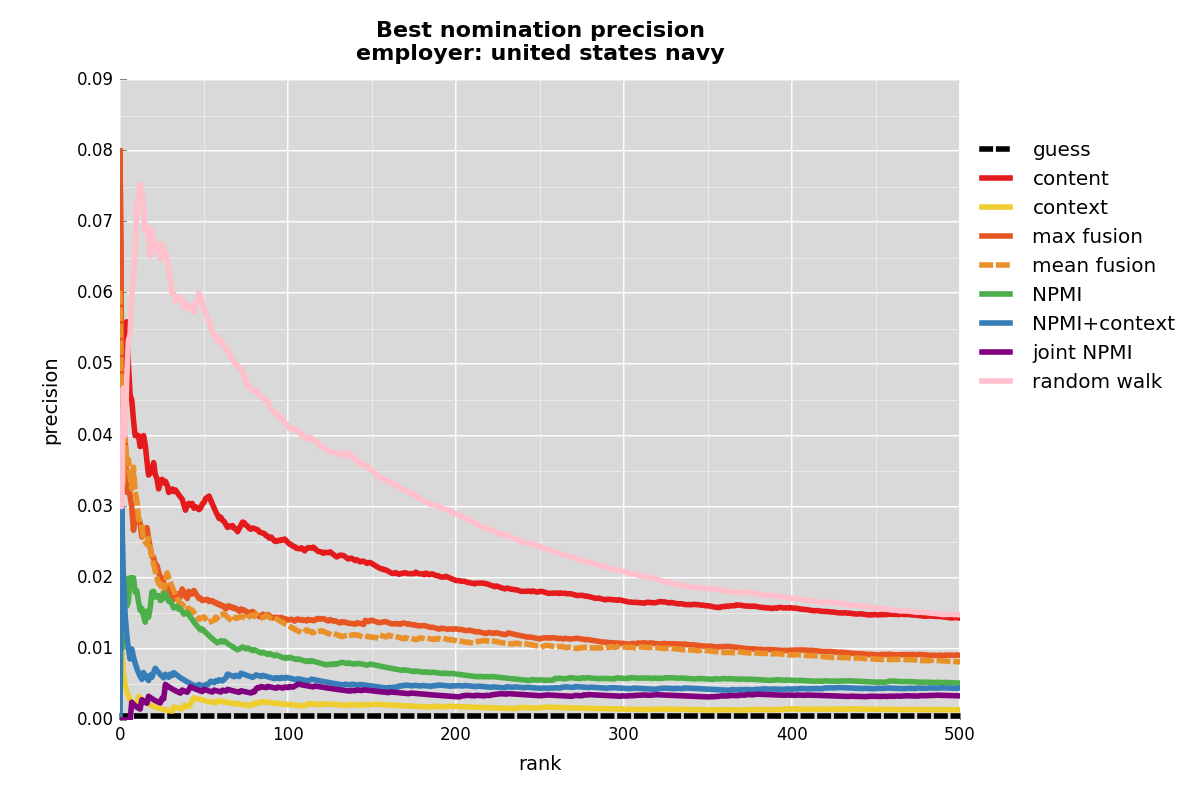 Best nomination precision
employer: united states navy
0.09
0.08
0.07
0.06
0.05
0.04
0.03
0.02
0.01
0.00
precision
0
100
200
300
400
500
rank
guess
content
context
max fusion
mean fusion
NPMI
NPMI+context
joint NPMI
random walk